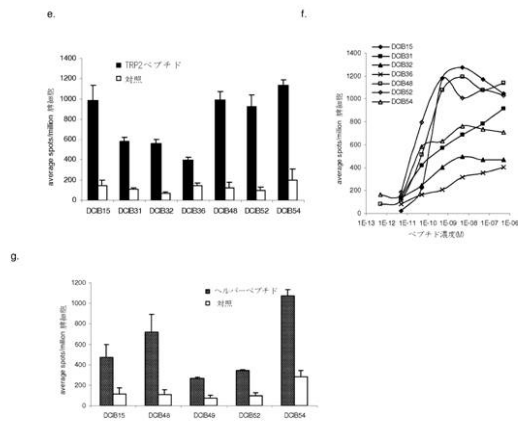 e.
1400
1200
1000
800
600
400
200
0
average spots/million 脾細胞
■ TRP2ペプチド
□ 対照
DCIB15 DCIB31 DCIB32 DCIB36 DCIB48 DCIB52 DCIB54
f.
DCIB15
DCIB31
DCIB32
DCIB36
DCIB48
DCIB52
DCIB54
1400
1200
1000
800
600
400
200
0
average spots/million 脾細胞
1E-13 1E-12 1E-11 1E-10 1E-09 1E-08 1E-07 1E-06
ペプチド濃度(M)
g.
1200
1000
800
600
400
200
0
average spots/million 脾細胞
ヘルパーペプチド
□ 対照
DCIB15 DCIB48 DCIB49 DCIB52 DCIB54